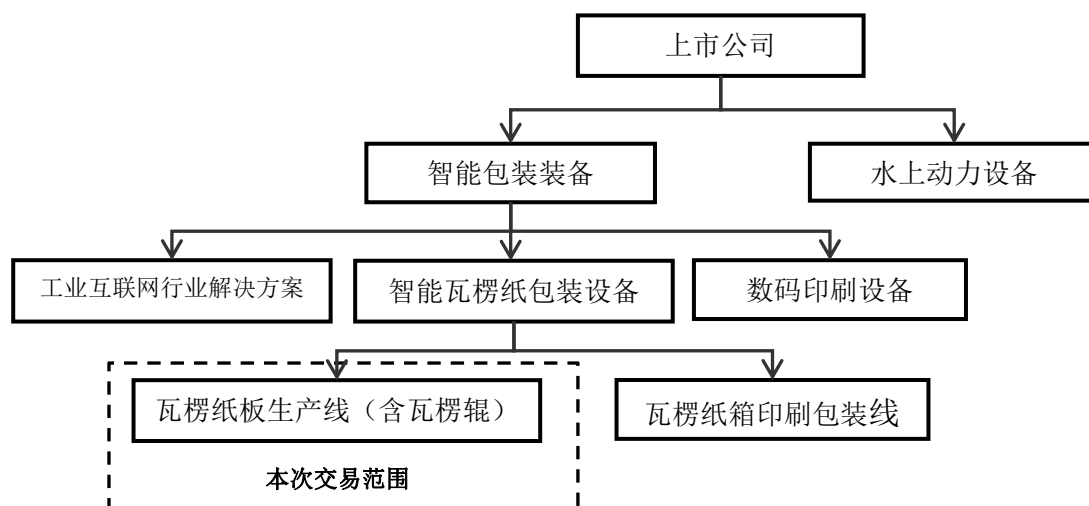 上市公司
智能包装装备
水上动力设备
工业互联网行业解决方案
智能瓦楞纸包装设备
数码印刷设备
瓦楞纸板生产线（含瓦楞辊）
瓦楞纸箱印刷包装线
本次交易范围